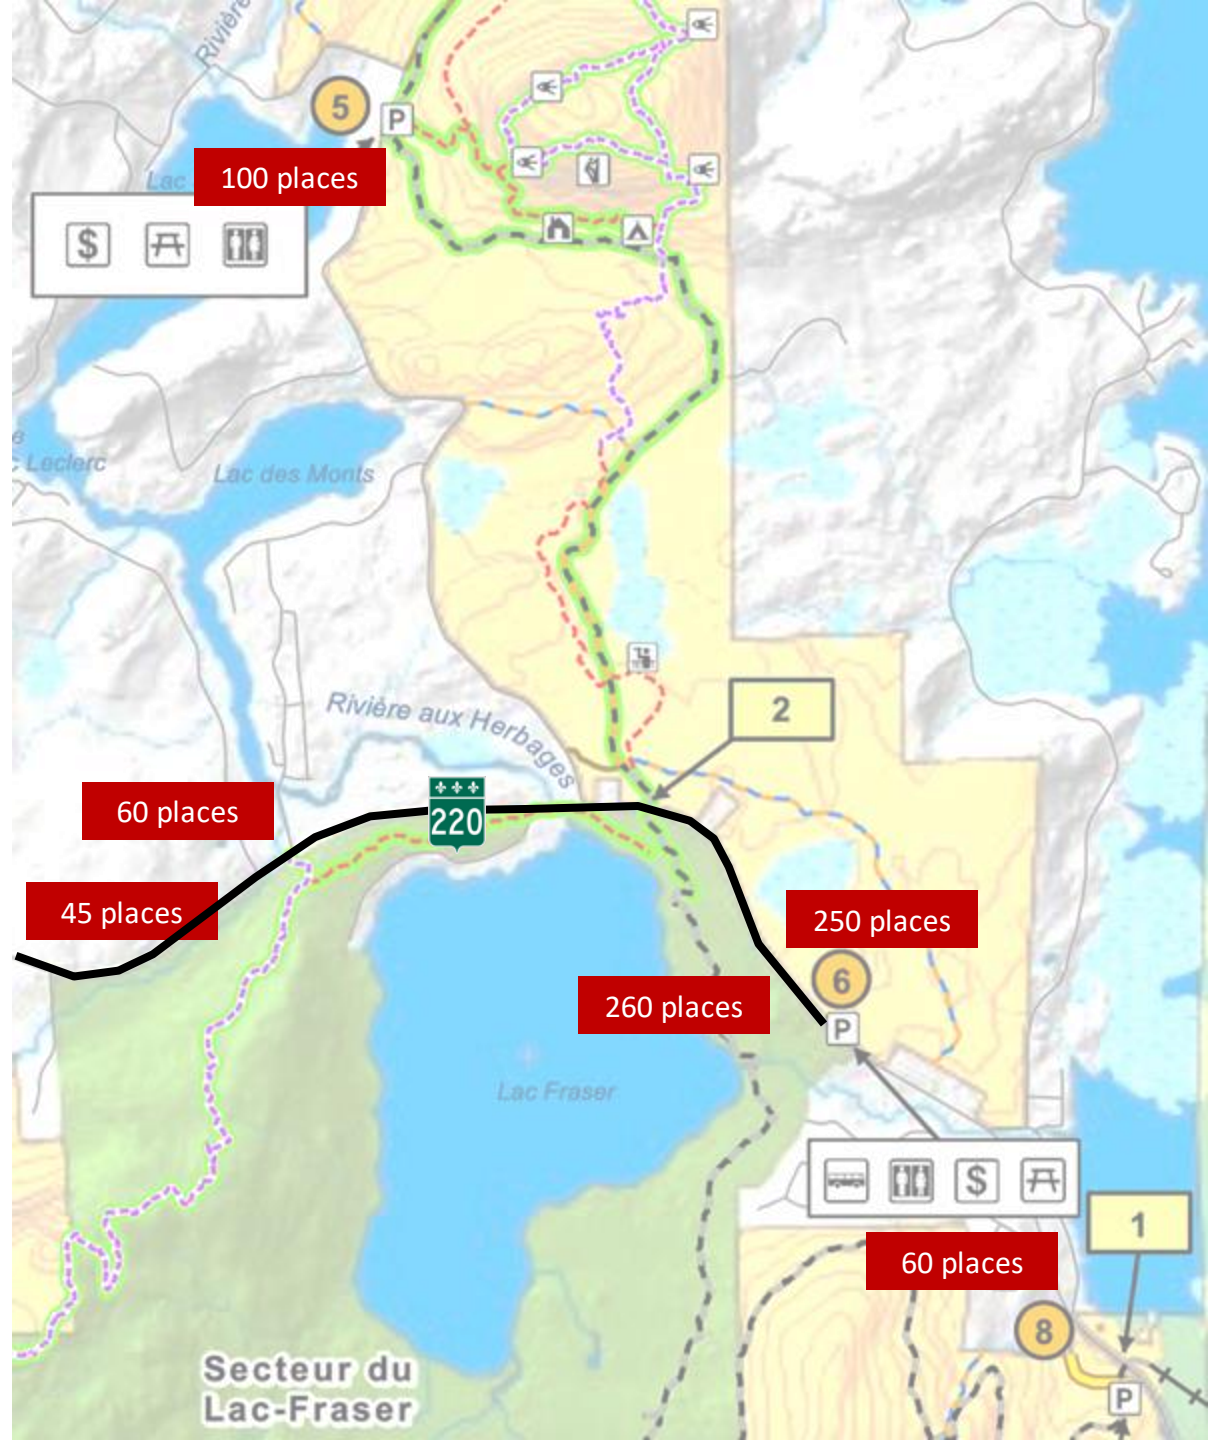 Rivière
5
P
100 places
Lac
$
Leclerc
Lac des Monts
Rivière aux Herbages
2
60 places
220
45 places
250 places
6
260 places
P
Lac Fraser
$
1
60 places
8
P
Secteur du
Lac-Fraser